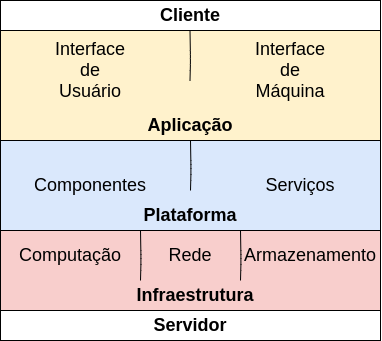 Cliente
Interface
de
Usuário
Interface
de
Máquina
Aplicação
Componentes
Serviços
Plataforma
Computação
Rede
Armazenamento
Infraestrutura
Servidor